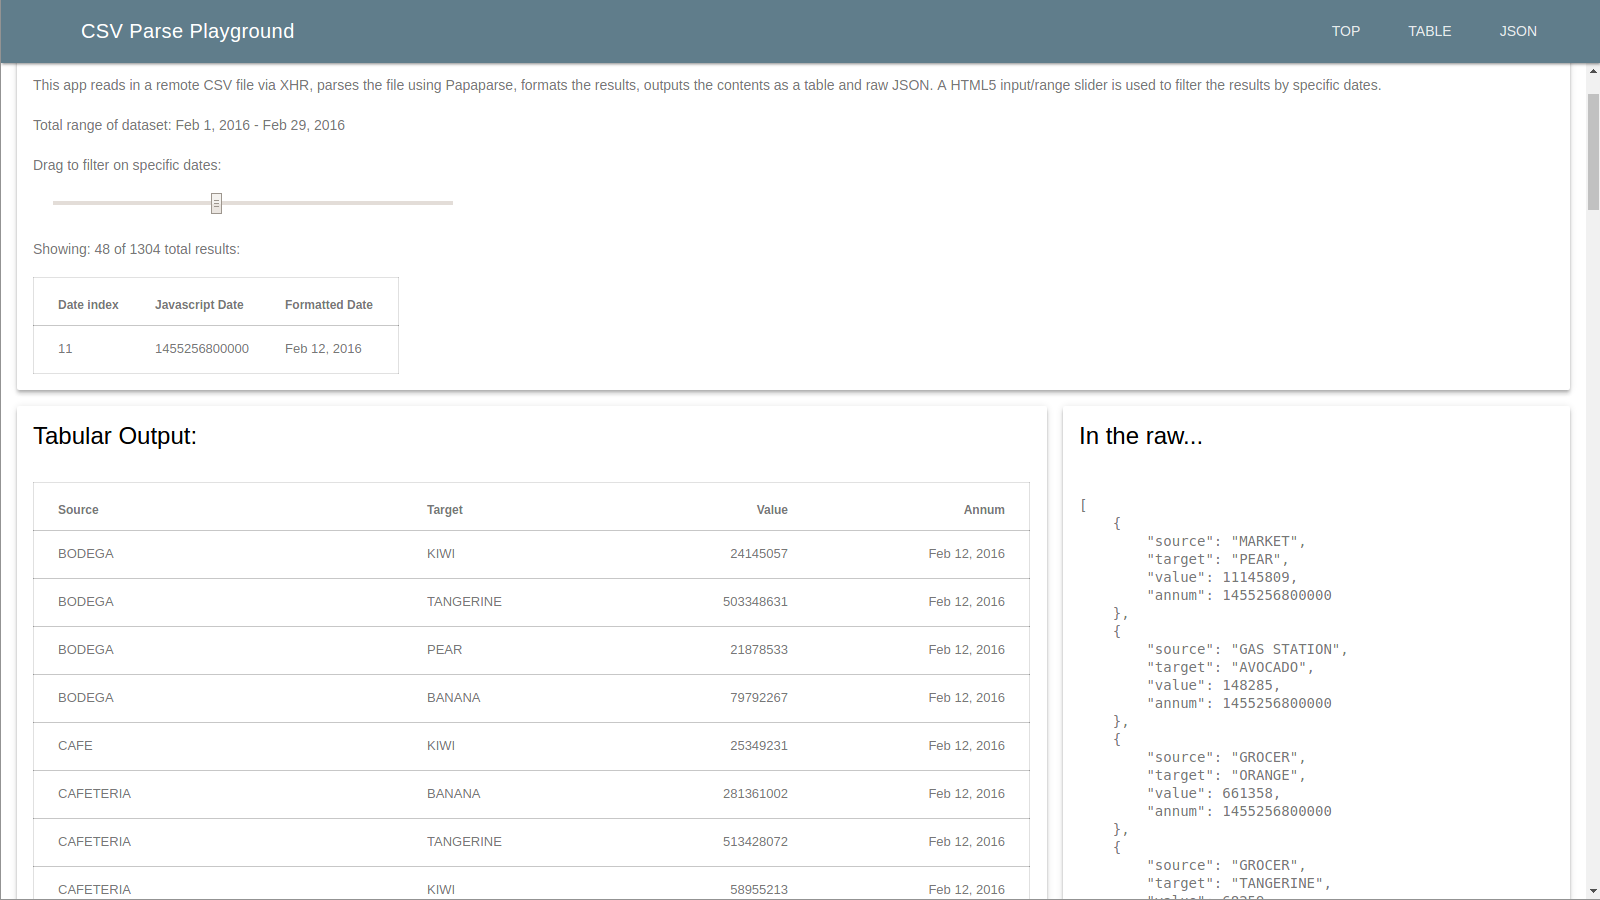 CSV Parse Playground
TOP TABLE JSON
This app reads in a remote CSV file via XHR, parses the file using Papaparse, formats the results, outputs the contents as a table and raw JSON. A HTML5 input/range slider is used to filter the results by specific dates.
Total range of dataset: Feb 1, 2016 - Feb 29, 2016
Drag to filter on specific dates:
Showing: 48 of 1304 total results:
Date index Javascript Date Formatted Date
11 1455256800000 Feb 12, 2016
Tabular Output:
Source Target Value Annum
BODEGA KIWI 24145057 Feb 12, 2016
BODEGA TANGERINE 503348631 Feb 12, 2016
BODEGA PEAR 21878533 Feb 12, 2016
BODEGA BANANA 79792267 Feb 12, 2016
CAFE KIWI 25349231 Feb 12, 2016
CAFETERIA BANANA 281361002 Feb 12, 2016
CAFETERIA TANGERINE 513428072 Feb 12, 2016
CAFETERIA KIWI 58955213 Feb 12, 2016
In the raw...
[
{
"source": "MARKET",
"target": "PEAR",
"value": 11145809,
"annum": 1455256800000
},
{
"source": "GAS STATION",
"target": "AVOCADO",
"value": 148285,
"annum": 1455256800000
},
{
"source": "GROCER",
"target": "ORANGE",
"value": 661358,
"annum": 1455256800000
},
{
"source": "GROCER",
"target": "TANGERINE",